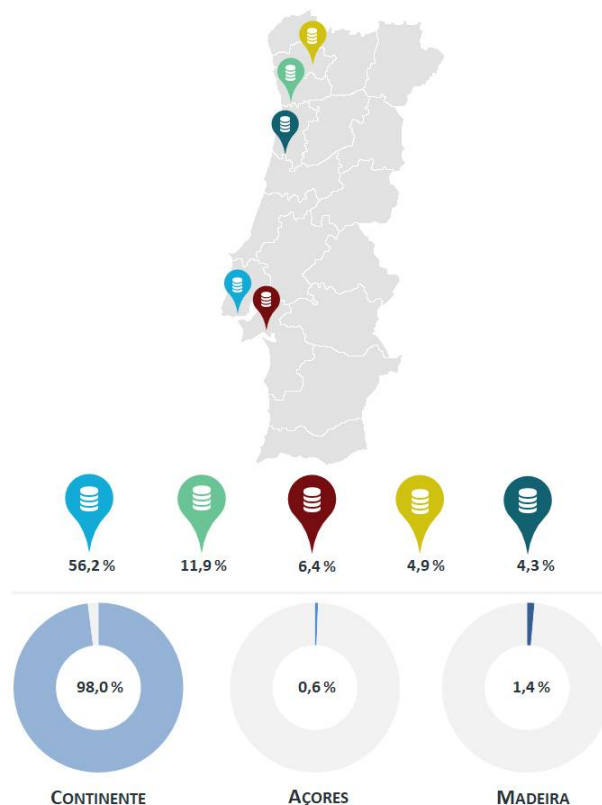 56,2 % 11,9 % 6,4 % 4,9 % 4,3 %
98,0 % 0,6 % 1,4 %
CONTINENTE AÇORES MADEIRA